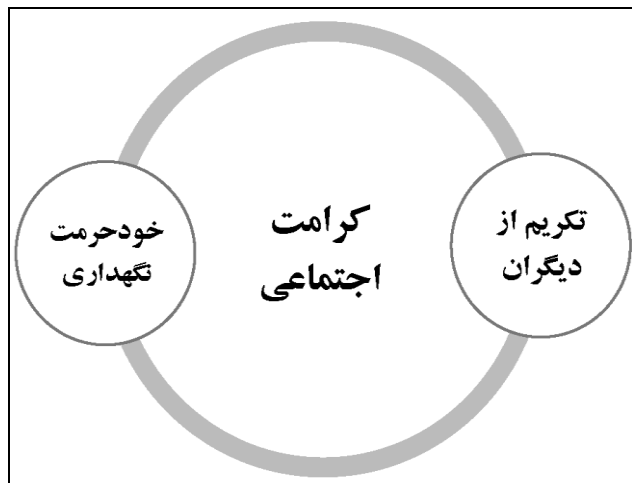 تکریم از
دیگران
کرامت
اجتماعی
خودحرمت
نگهداری